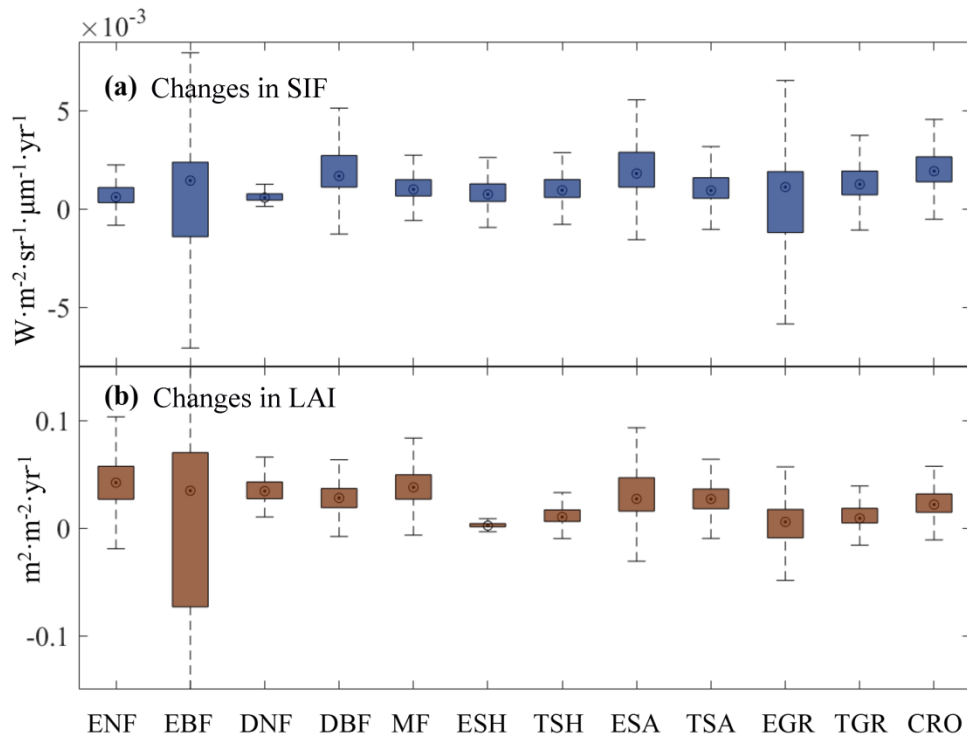 ×10⁻³
(a) Changes in SIF
5
0
-5
W·m⁻²·sr⁻¹·μm⁻¹·yr⁻¹
(b) Changes in LAI
0.1
0
-0.1
m²·m⁻²·yr⁻¹
ENF EBF DNF DBF MF ESH TSH ESA TSA EGR TGR CRO